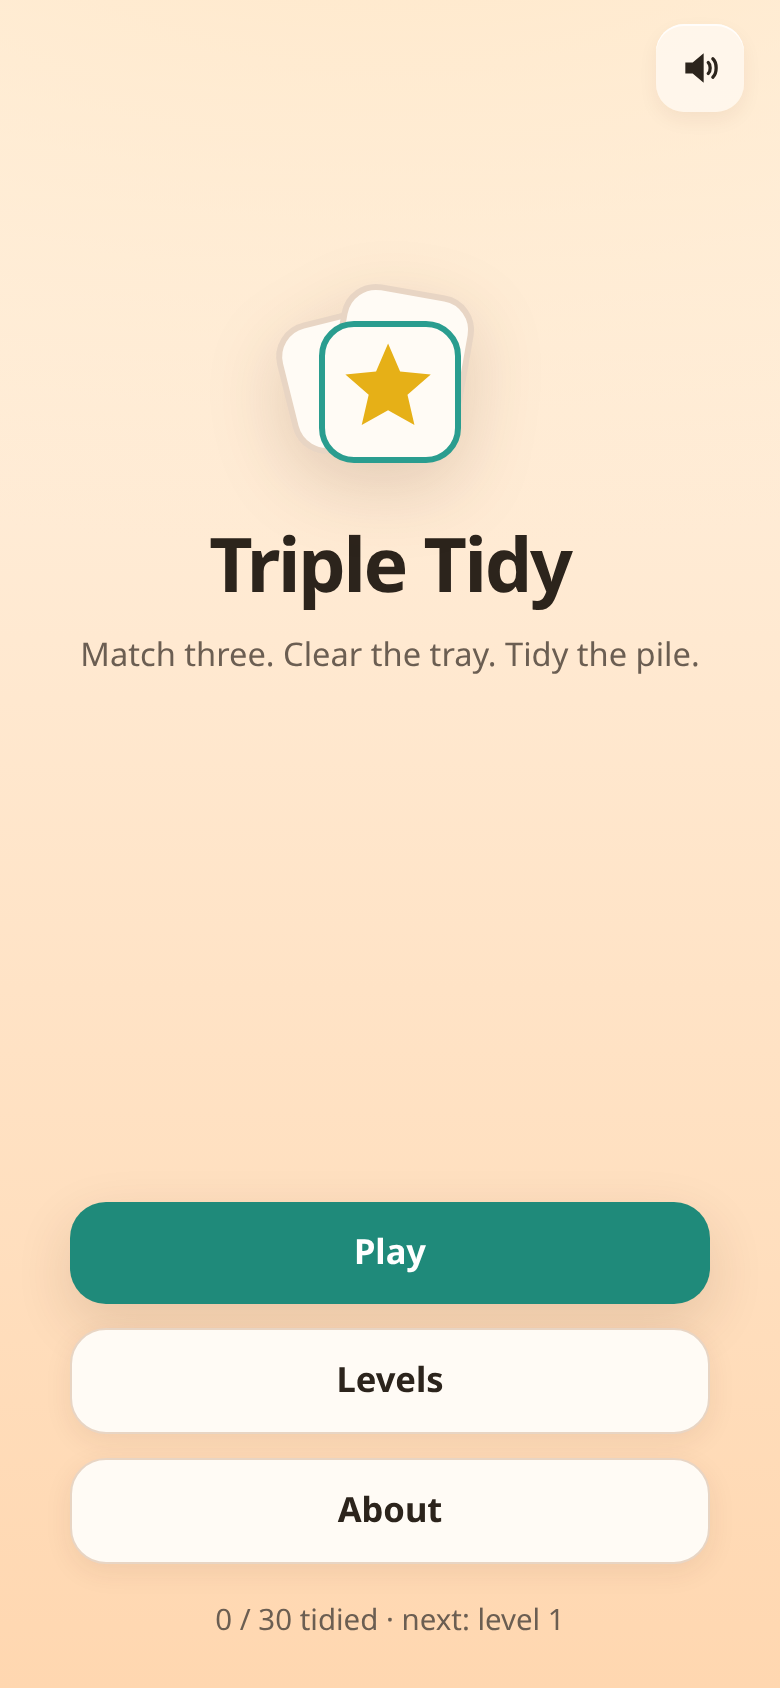 Triple Tidy
Match three. Clear the tray. Tidy the pile.
Play
Levels
About
0 / 30 tidied · next: level 1